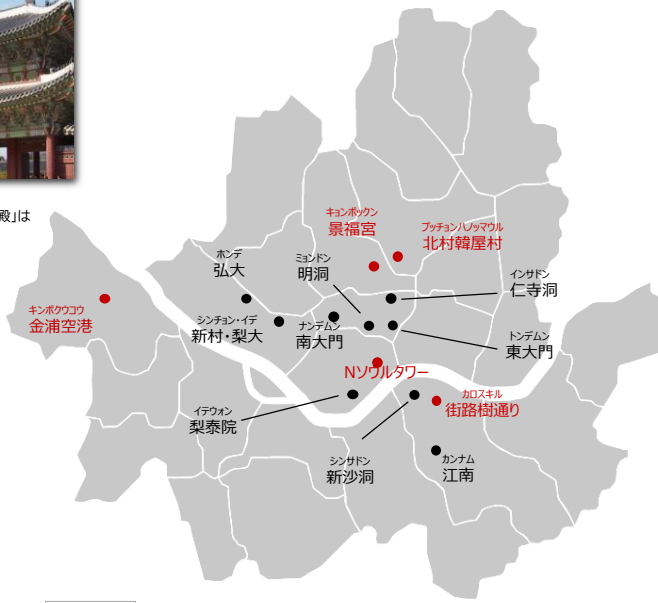 殿」は
キョンボックン
景福宮
プッチョンハノッマウル
北村韓屋村
ホンデ
弘大
ミョンドン
明洞
インサドン
仁寺洞
キンポクウコウ
金浦空港
シンチョン・イデ
新村・梨大
ナンデムン
南大門
トンデムン
東大門
Nソウルタワー
カロスキル
街路樹通り
イテウォン
梨泰院
シンサドン
新沙洞
カンナム
江南